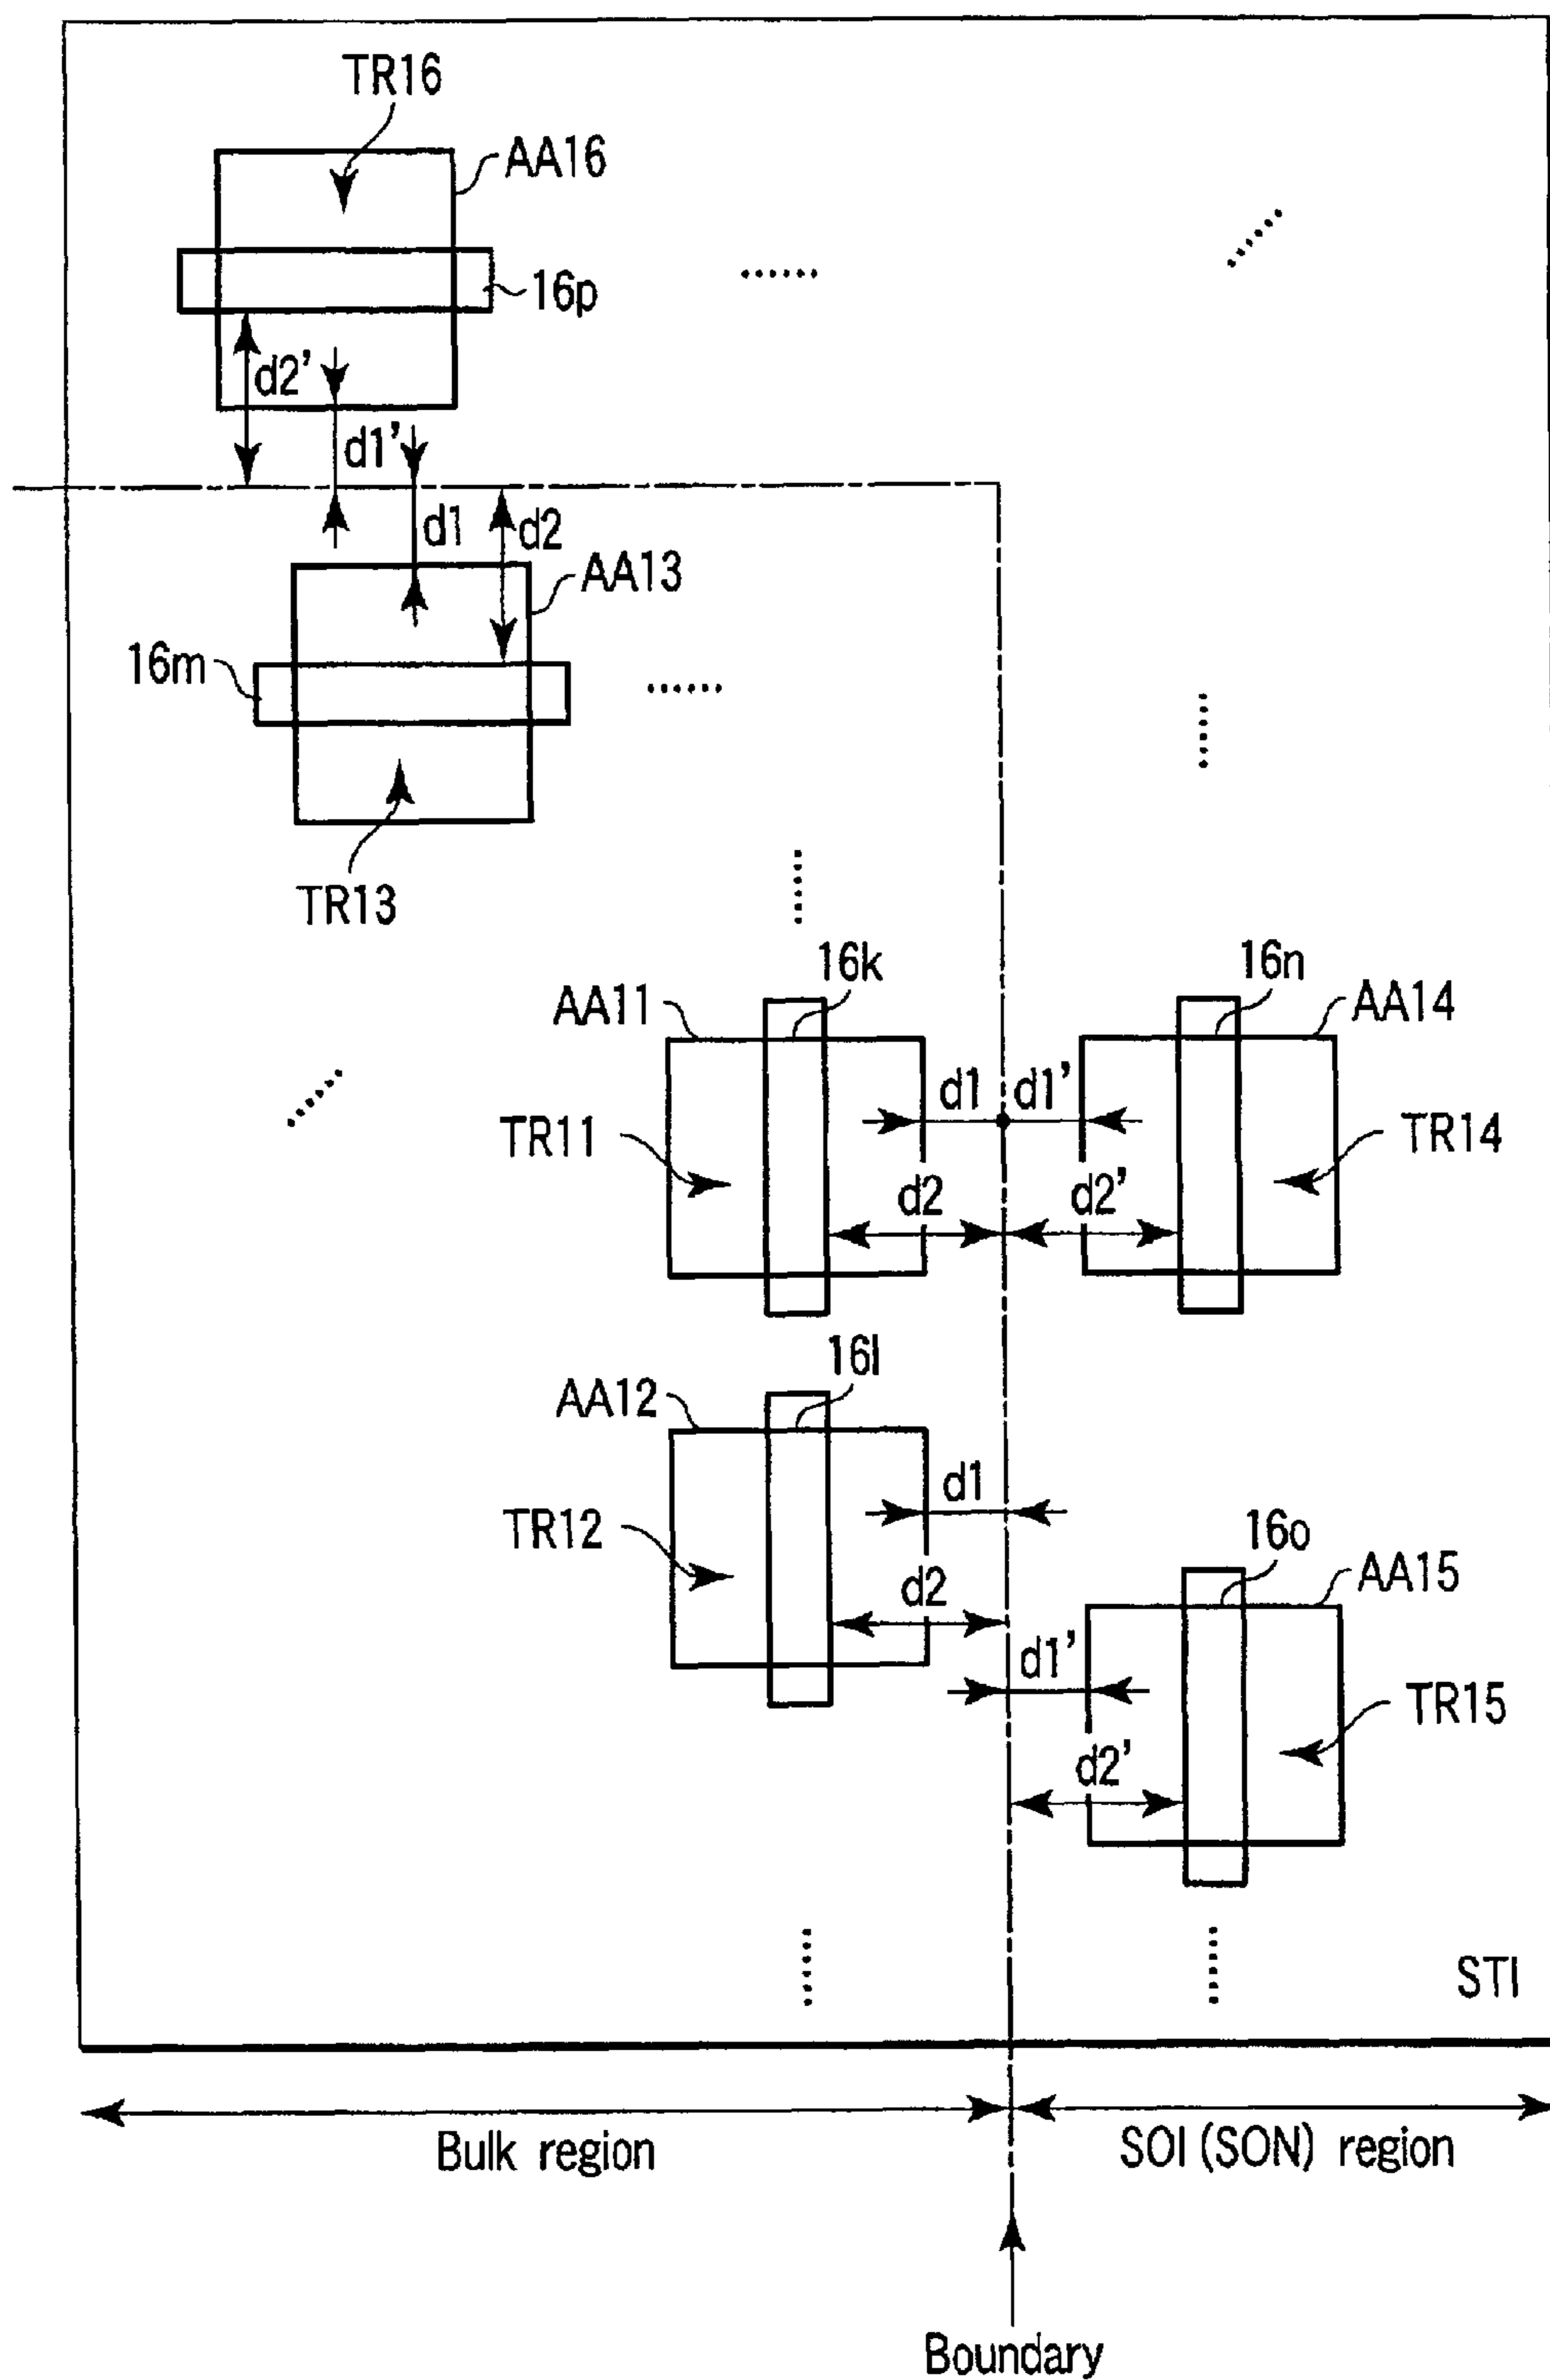 TR16
AA16
16p
d2’
d1’
d1
d2
AA13
16m
TR13
16k
16n
AA11
AA14
d1
d1’
TR11
TR14
d2
d2’
16l
AA12
d1
16o
TR12
AA15
d2
d1’
TR15
d2’
STI
Bulk region
SOI (SON) region
Boundary